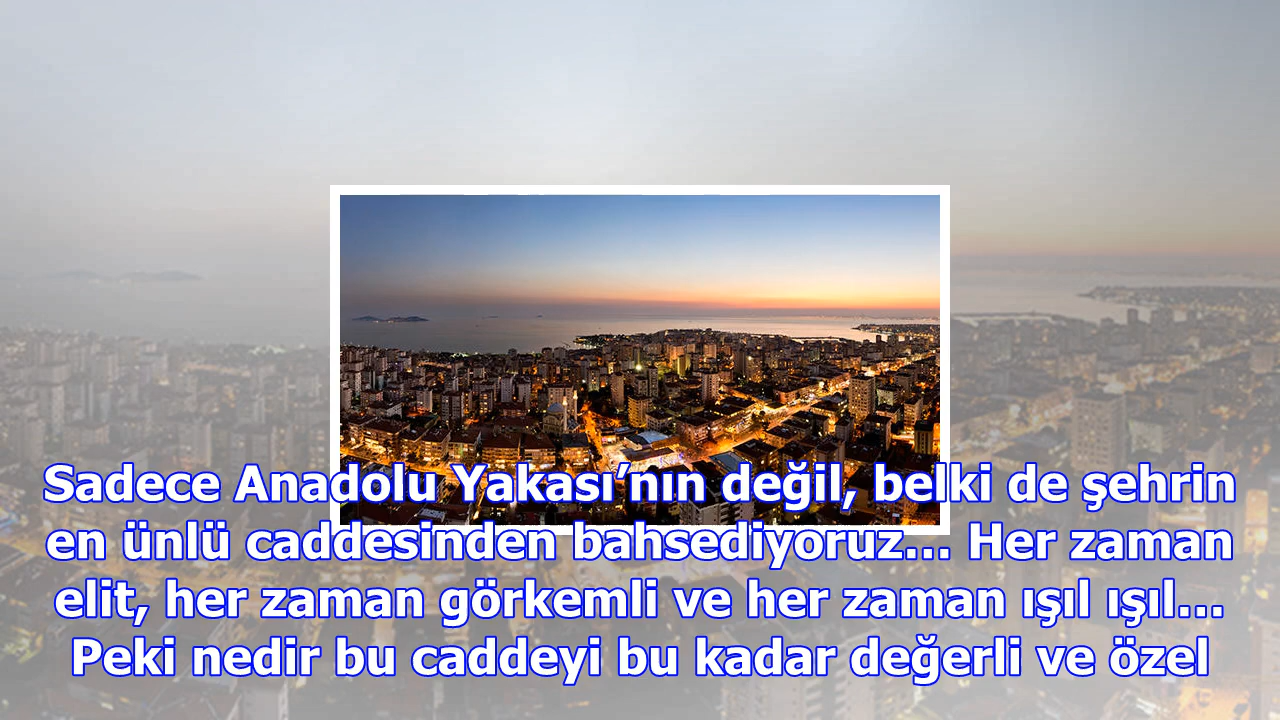 Sadece Anadolu Yakası’nın değil, belki de şehrin
en ünlü caddesinden bahsediyoruz... Her zaman
elit, her zaman görkemli ve her zaman ışıl ışıl...
Peki nedir bu caddeyi bu kadar değerli ve özel